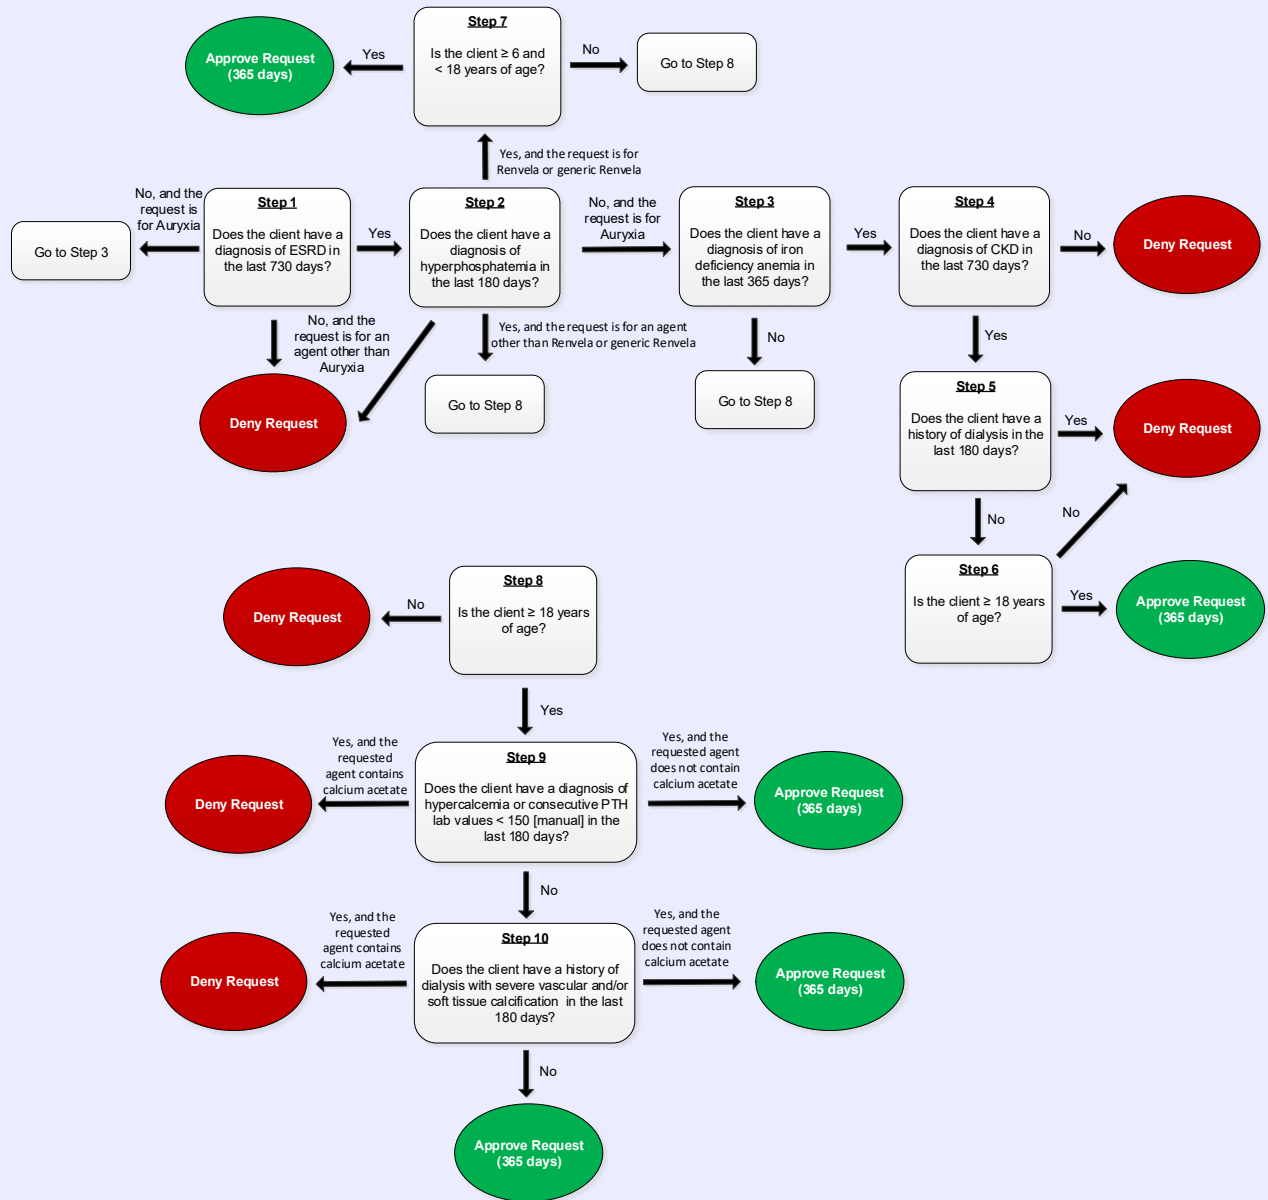 Step 7
Is the client ≥ 6 and
< 18 years of age?
Yes
Approve Request
(365 days)
No
Go to Step 8
Yes, and the request is for
Renvela or generic Renvela
No, and the
request is
for Auryxia
Go to Step 3
Step 1
Does the client have a
diagnosis of ESRD in
the last 730 days?
Yes
Step 2
Does the client have a
diagnosis of
hyperphosphatemia in
the last 180 days?
No, and the
request is for
Auryxia
Step 3
Does the client have a
diagnosis of iron
deficiency anemia in
the last 365 days?
Yes
Step 4
Does the client have a
diagnosis of CKD in
the last 730 days?
No
Deny Request
No, and the
request is for an
agent other than
Auryxia
Deny Request
Yes, and the request is for an agent
other than Renvela or generic Renvela
Go to Step 8
No
Go to Step 8
Yes
Step 5
Does the client have a
history of dialysis in the
last 180 days?
Yes
Deny Request
No
No
Step 6
Is the client ≥ 18 years
of age?
Yes
Approve Request
(365 days)
Step 8
Is the client ≥ 18 years
of age?
No
Deny Request
Yes
Step 9
Does the client have a diagnosis of
hypercalcemia or consecutive PTH
lab values < 150 [manual] in the
last 180 days?
Yes, and the
requested
agent contains
calcium acetate
Deny Request
Yes, and the
requested agent
does not contain
calcium acetate
Approve Request
(365 days)
No
Step 10
Does the client have a history of
dialysis with severe vascular and/or
soft tissue calcification in the last
180 days?
Yes, and the
requested
agent contains
calcium acetate
Deny Request
Yes, and the
requested agent
does not contain
calcium acetate
Approve Request
(365 days)
No
Approve Request
(365 days)